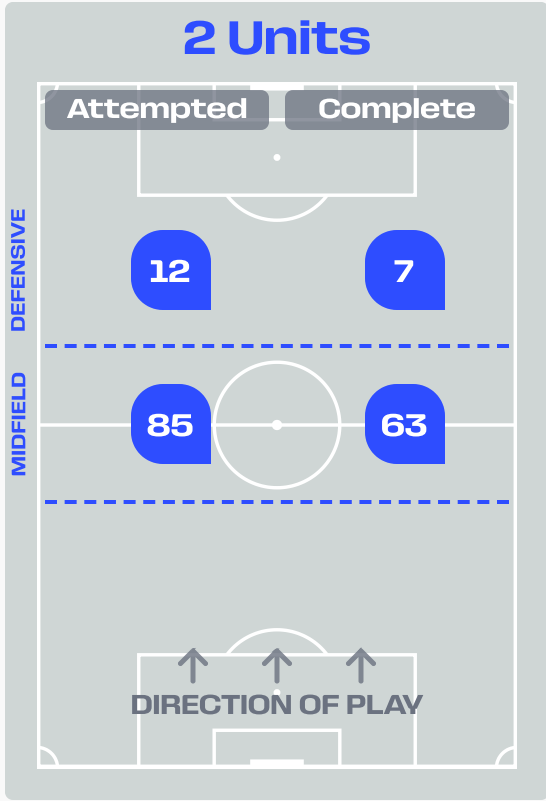 2 Units
Attempted Complete
DEFENSIVE
12 7
MIDFIELD
85 63
DIRECTION OF PLAY